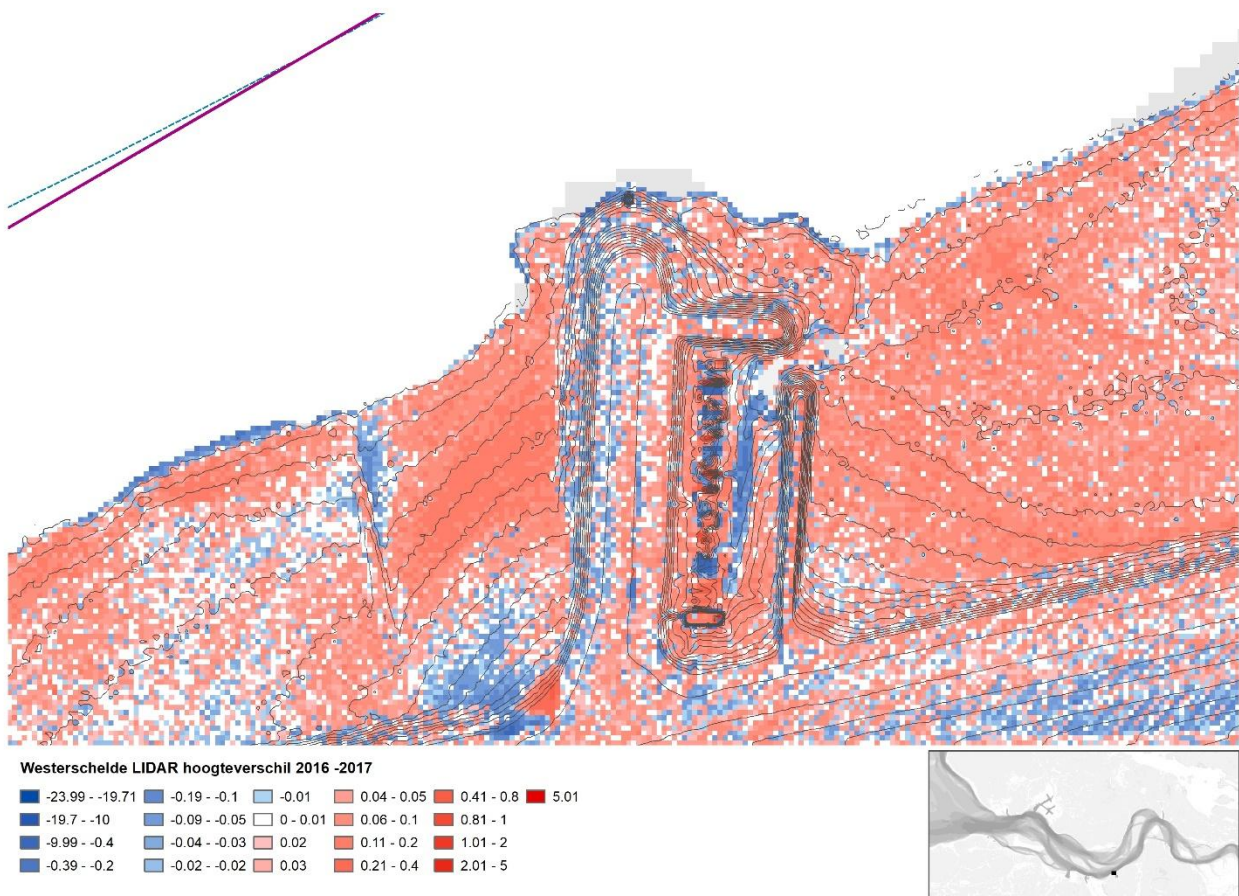 Westerschelde LIDAR hoogteverschil 2016 -2017
-23.99 - -19.71 -0.19 - -0.1 -0.01 0.04 - 0.05 0.41 - 0.8 5.01
-19.7 - -10 -0.09 - -0.05 0 - 0.01 0.06 - 0.1 0.81 - 1
-9.99 - -0.4 -0.04 - -0.03 0.02 0.11 - 0.2 1.01 - 2
-0.39 - -0.2 -0.02 - -0.02 0.03 0.21 - 0.4 2.01 - 5